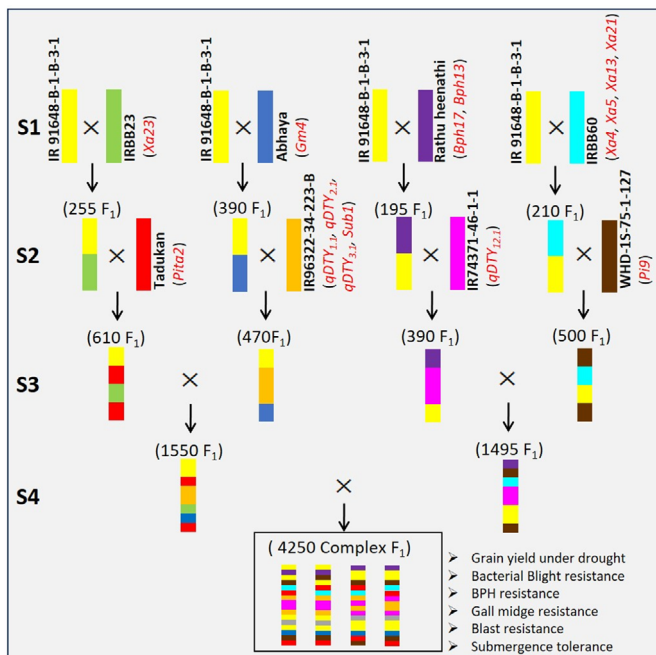 S1
IR 91648-B-1-B-3-1
×
IRBB23
(Xa23)
IR 91648-B-1-B-3-1
×
Abhaya
(Gm4)
IR 91648-B-1-B-3-1
×
Rathu heenathi
(Bph17, Bph13)
IR 91648-B-1-B-3-1
×
IRBB60
(Xa4, Xa5, Xa13, Xa21)
(255 F1)
(390 F1)
(195 F1)
(210 F1)
S2
×
Tadukan
(Pita2)
×
IR96322-34-223-B
(qDTY1.1, qDTY2.1,
qDTY3.1, Sub1)
×
IR74371-46-1-1
(qDTY12.1)
×
WHD-1S-75-1-127
(Pi9)
(610 F1)
(470F1)
(390 F1)
(500 F1)
S3
×
×
(1550 F1)
(1495 F1)
S4
×
( 4250 Complex F1)
➢ Grain yield under drought
➢ Bacterial Blight resistance
➢ BPH resistance
➢ Gall midge resistance
➢ Blast resistance
➢ Submergence tolerance